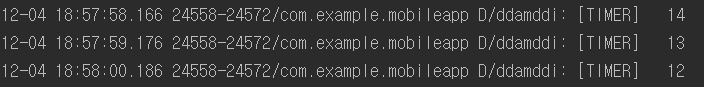 12-04 18:57:58.166 24558-24572/com.example.mobileapp D/ddamddi: [TIMER] 14
12-04 18:57:59.176 24558-24572/com.example.mobileapp D/ddamddi: [TIMER] 13
12-04 18:58:00.186 24558-24572/com.example.mobileapp D/ddamddi: [TIMER] 12